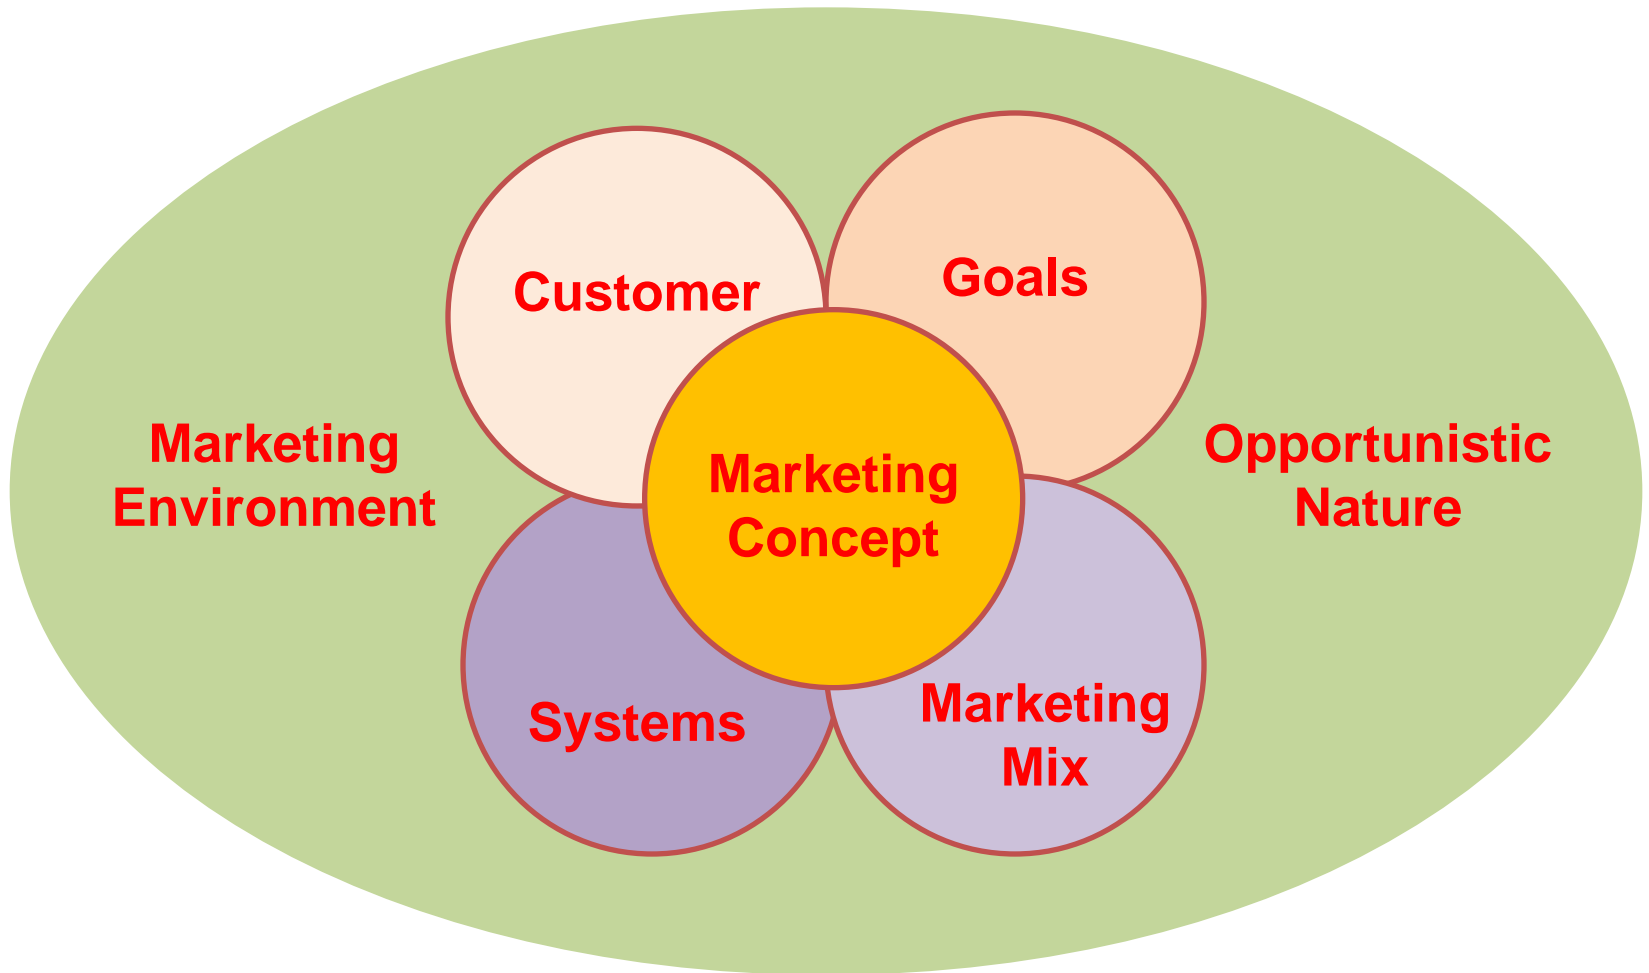 Customer
Goals
Marketing
Environment
Marketing
Concept
Opportunistic
Nature
Systems
Marketing
Mix